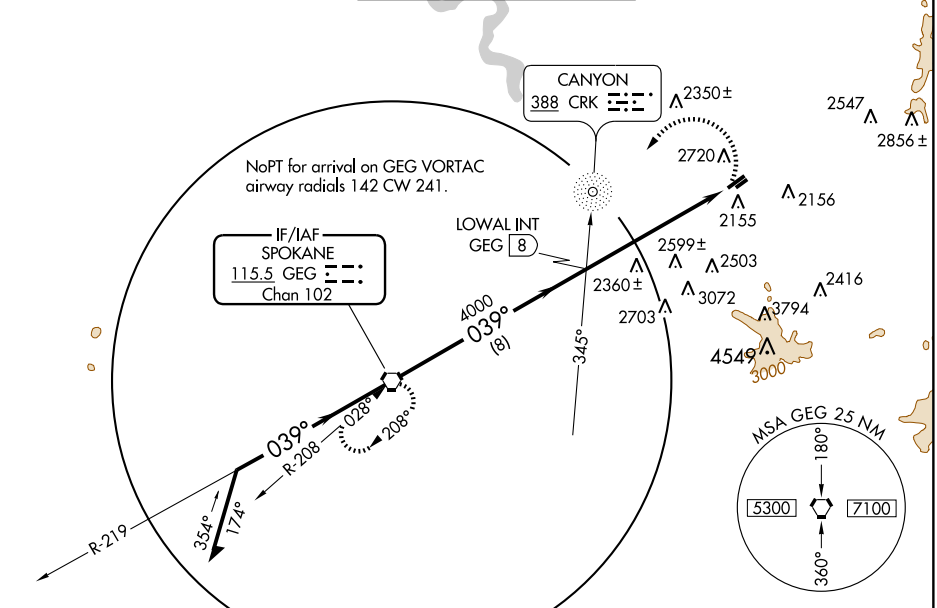 CANYON
388 CRK
2350±
2547
2856±
NoPT for arrival on GEG VORTAC
airway radials 142 CW 241.
2720
2156
2155
LOWAL INT
GEG 8
IF/IAF
SPOKANE
115.5 GEG
Chan 102
2599±
2503
2360±
3072
2416
2703
3794
4549
3000
4000
039°
(8)
345°
028°
208°
039°
R-208
354°
174°
R-219
MSA GEG 25 NM
180°
5300
7100
360°